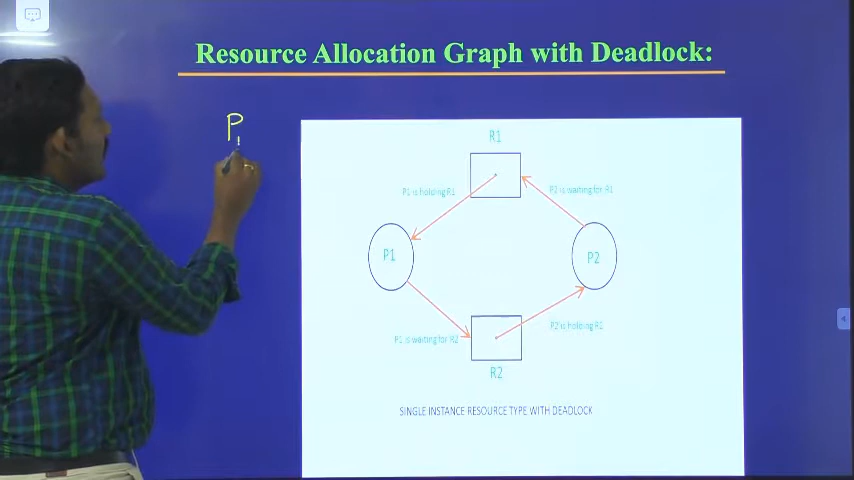 Resource Allocation Graph with Deadlock:
P1
R1
P1 is holding R1
P2 is waiting for R1
P1
P2
P1 is waiting for R2
P2 is holding R2
R2
SINGLE INSTANCE RESOURCE TYPE WITH DEADLOCK